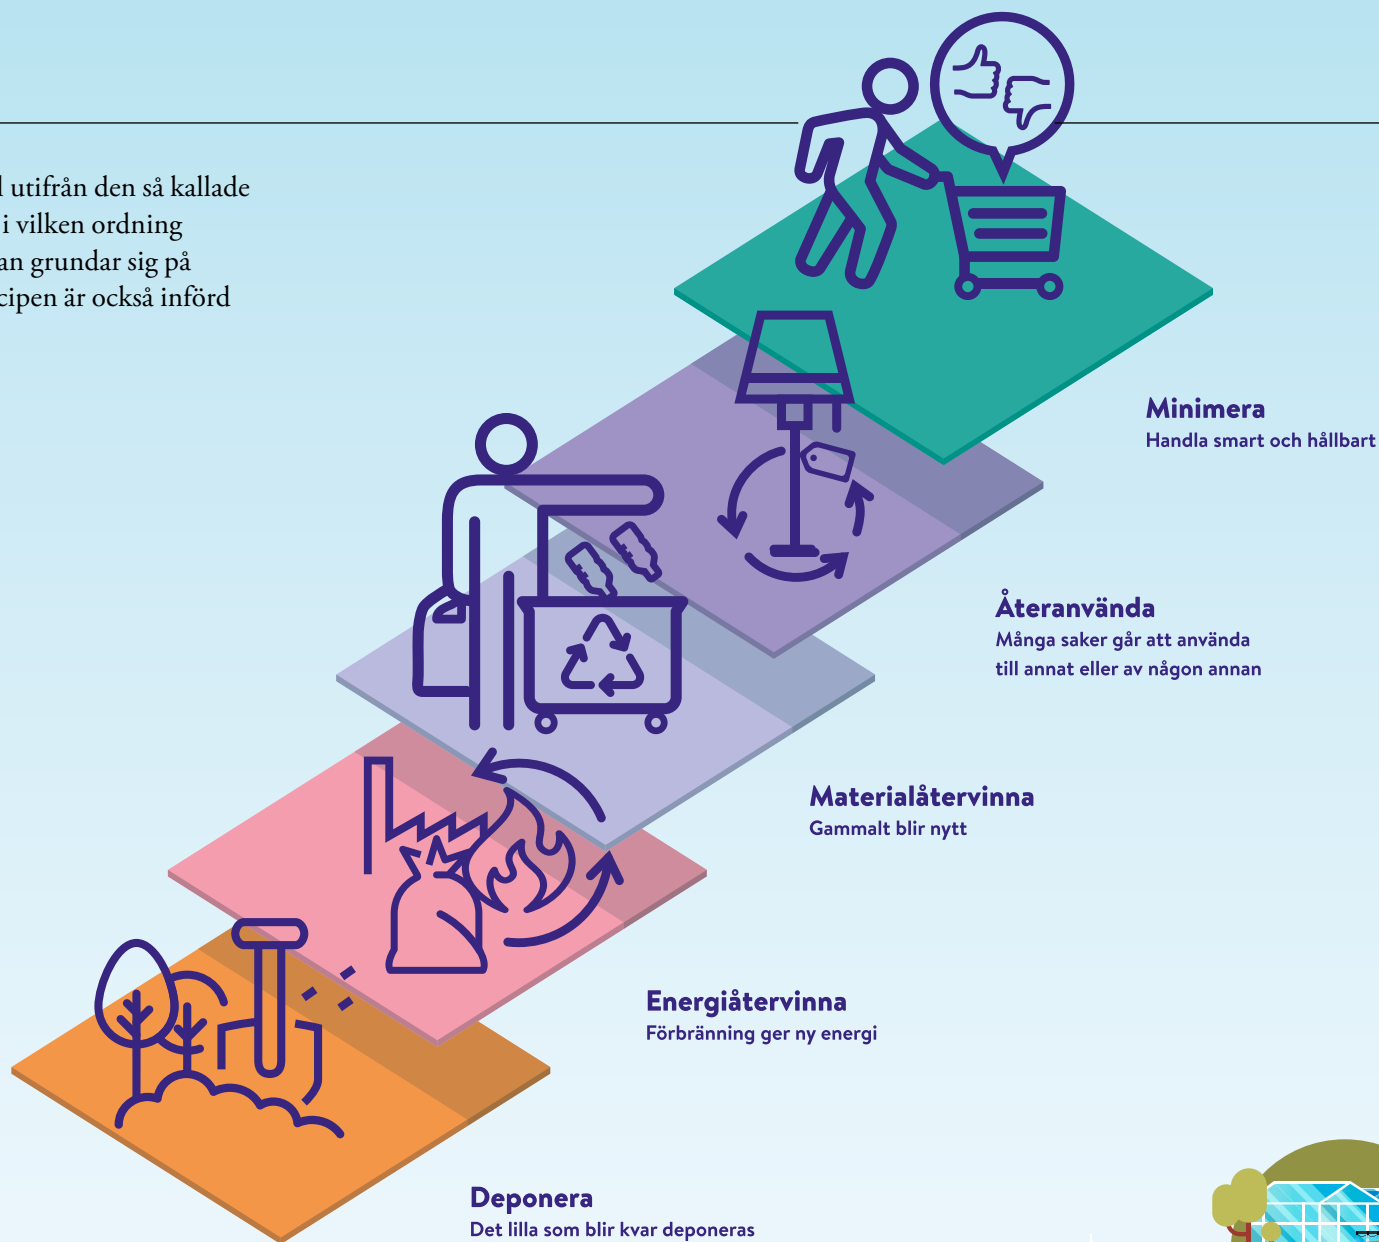 utifrån den så kallade
i vilken ordning
grundar sig på
är också införd
Minimera
Handla smart och hållbart
Återanvända
Många saker går att använda
till annat eller av någon annan
Materialåtervinna
Gammalt blir nytt
Energiåtervinna
Förbränning ger ny energi
Deponera
Det lilla som blir kvar deponeras